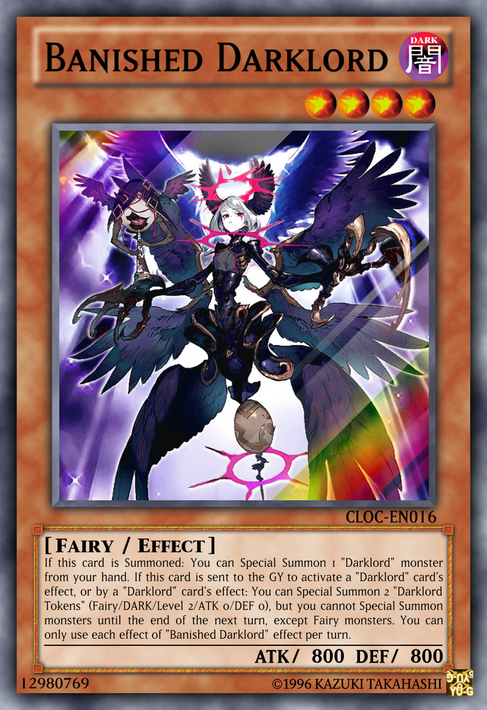 BANISHED DARKLORD
DARK
闇
CLOC-EN016
[ FAIRY / EFFECT ]
If this card is Summoned: You can Special Summon 1 "Darklord" monster
from your hand. If this card is sent to the GY to activate a "Darklord" card's
effect, or by a "Darklord" card's effect: You can Special Summon 2 "Darklord
Tokens" (Fairy/DARK/Level 2/ATK 0/DEF 0), but you cannot Special Summon
monsters until the end of the next turn, except Fairy monsters. You can
only use each effect of "Banished Darklord" effect per turn.
ATK/ 800 DEF/ 800
12980769
©1996 KAZUKI TAKAHASHI